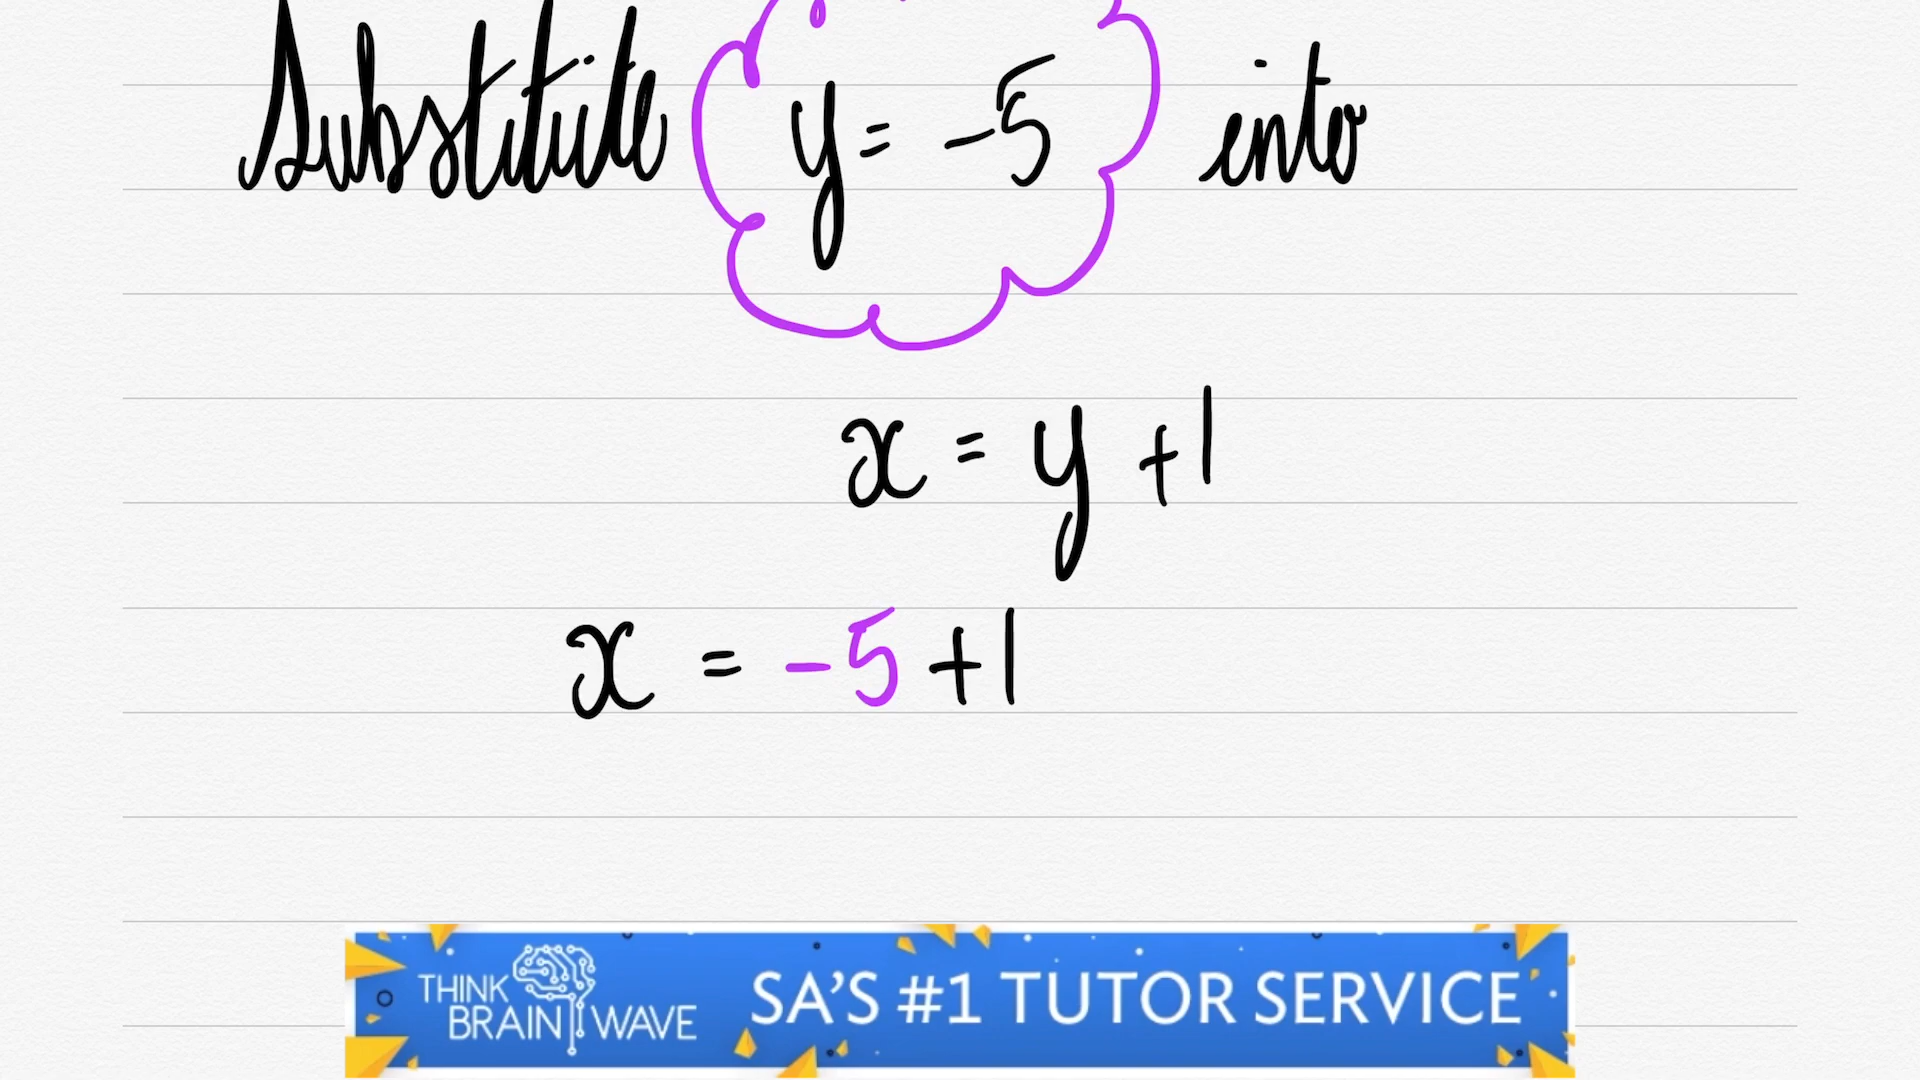 Substitute y = -5 into
x = y + 1
x = -5 + 1
THINK BRAIN WAVE
SA'S #1 TUTOR SERVICE